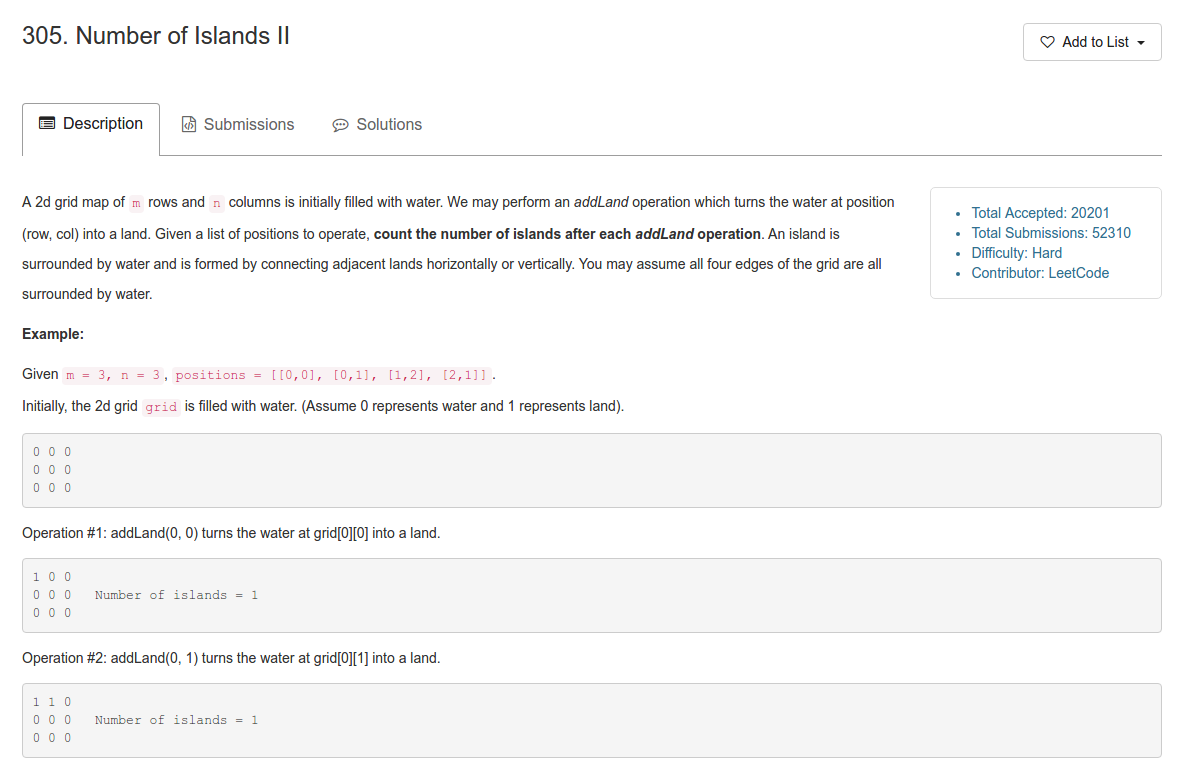 305. Number of Islands II
Add to List
Description
Submissions
Solutions
A 2d grid map of m rows and n columns is initially filled with water. We may perform an addLand operation which turns the water at position
(row, col) into a land. Given a list of positions to operate, count the number of islands after each addLand operation. An island is
surrounded by water and is formed by connecting adjacent lands horizontally or vertically. You may assume all four edges of the grid are all
surrounded by water.
Total Accepted: 20201
Total Submissions: 52310
Difficulty: Hard
Contributor: LeetCode
Example:
Given m = 3, n = 3, positions = [[0,0], [0,1], [1,2], [2,1]].
Initially, the 2d grid grid is filled with water. (Assume 0 represents water and 1 represents land).
0 0 0
0 0 0
0 0 0
Operation #1: addLand(0, 0) turns the water at grid[0][0] into a land.
1 0 0
0 0 0 Number of islands = 1
0 0 0
Operation #2: addLand(0, 1) turns the water at grid[0][1] into a land.
1 1 0
0 0 0 Number of islands = 1
0 0 0